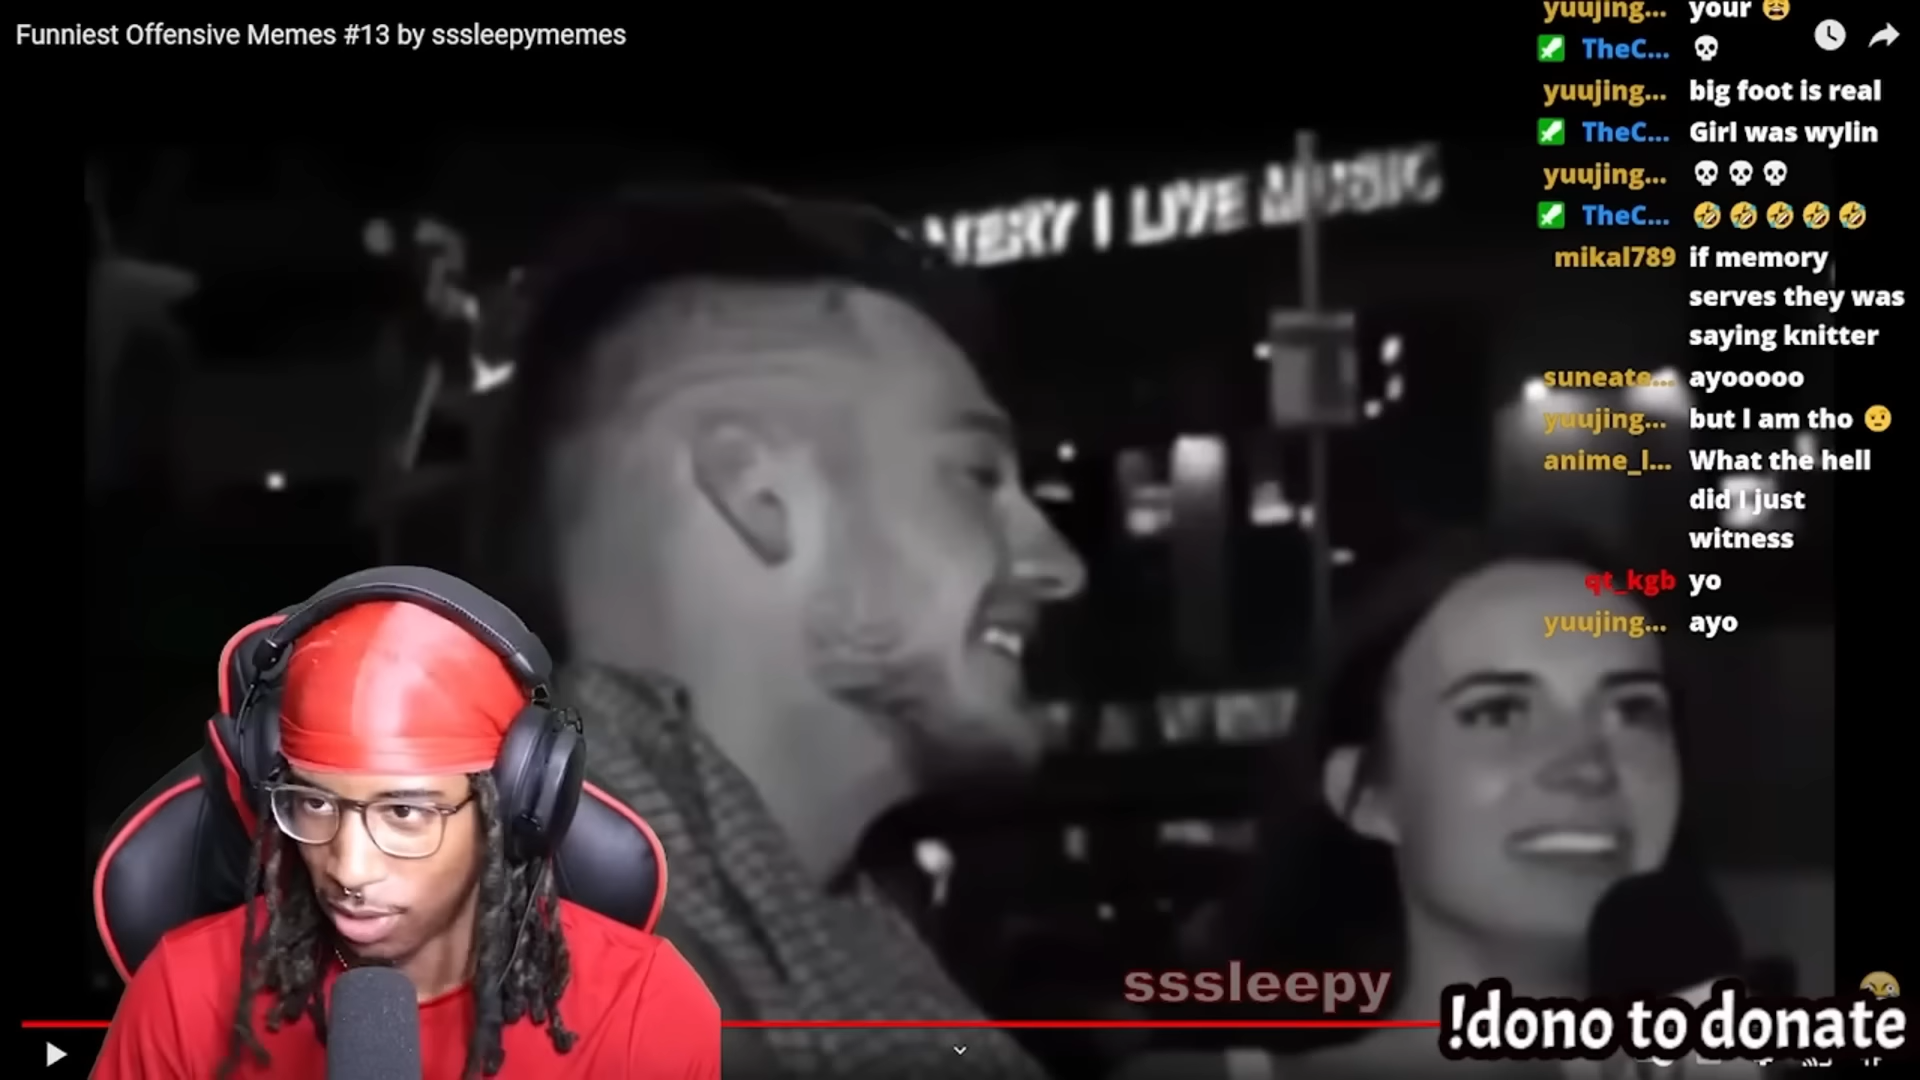 Funniest Offensive Memes #13 by sssleepymemes
yuujing... your
TheC...
yuujing... big foot is real
TheC... Girl was wylin
yuujing...
TheC...
mikal789 if memory
serves they was
saying knitter
suneate... ayooooo
yuujing... but I am tho
anime_l... What the hell
did I just
witness
qt_kgb yo
yuujing... ayo
I LIVE MUSIC
sssleepy
!dono to donate